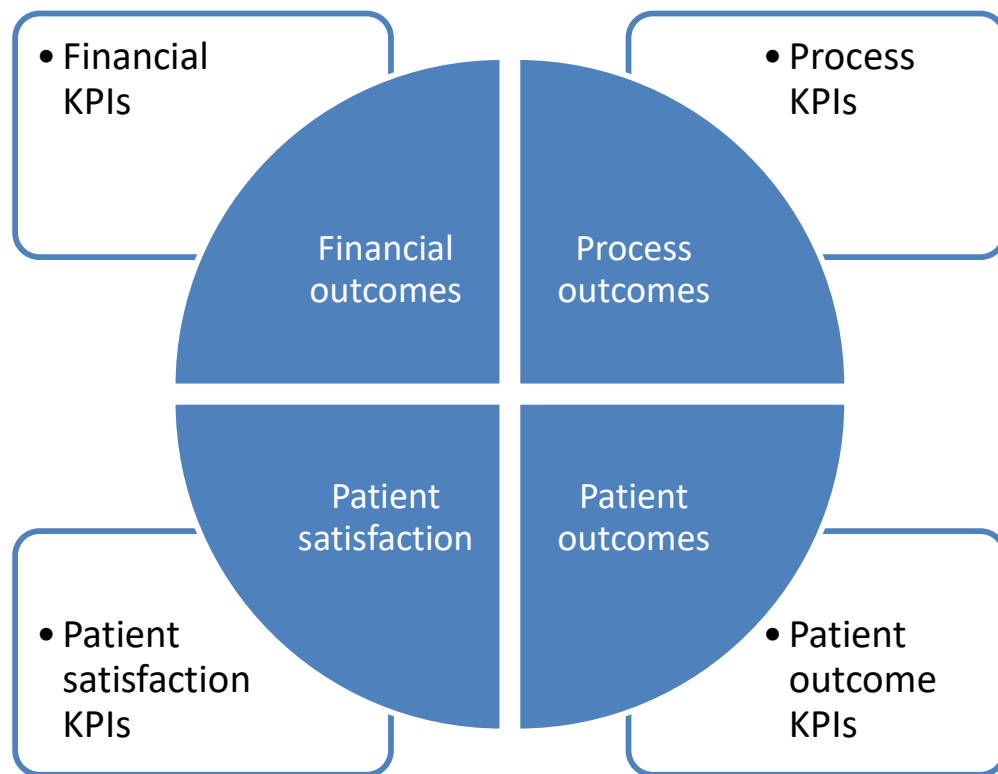 • Financial
KPIs
• Process
KPIs
Financial
outcomes
Process
outcomes
Patient
satisfaction
Patient
outcomes
• Patient
satisfaction
KPIs
• Patient
outcome
KPIs